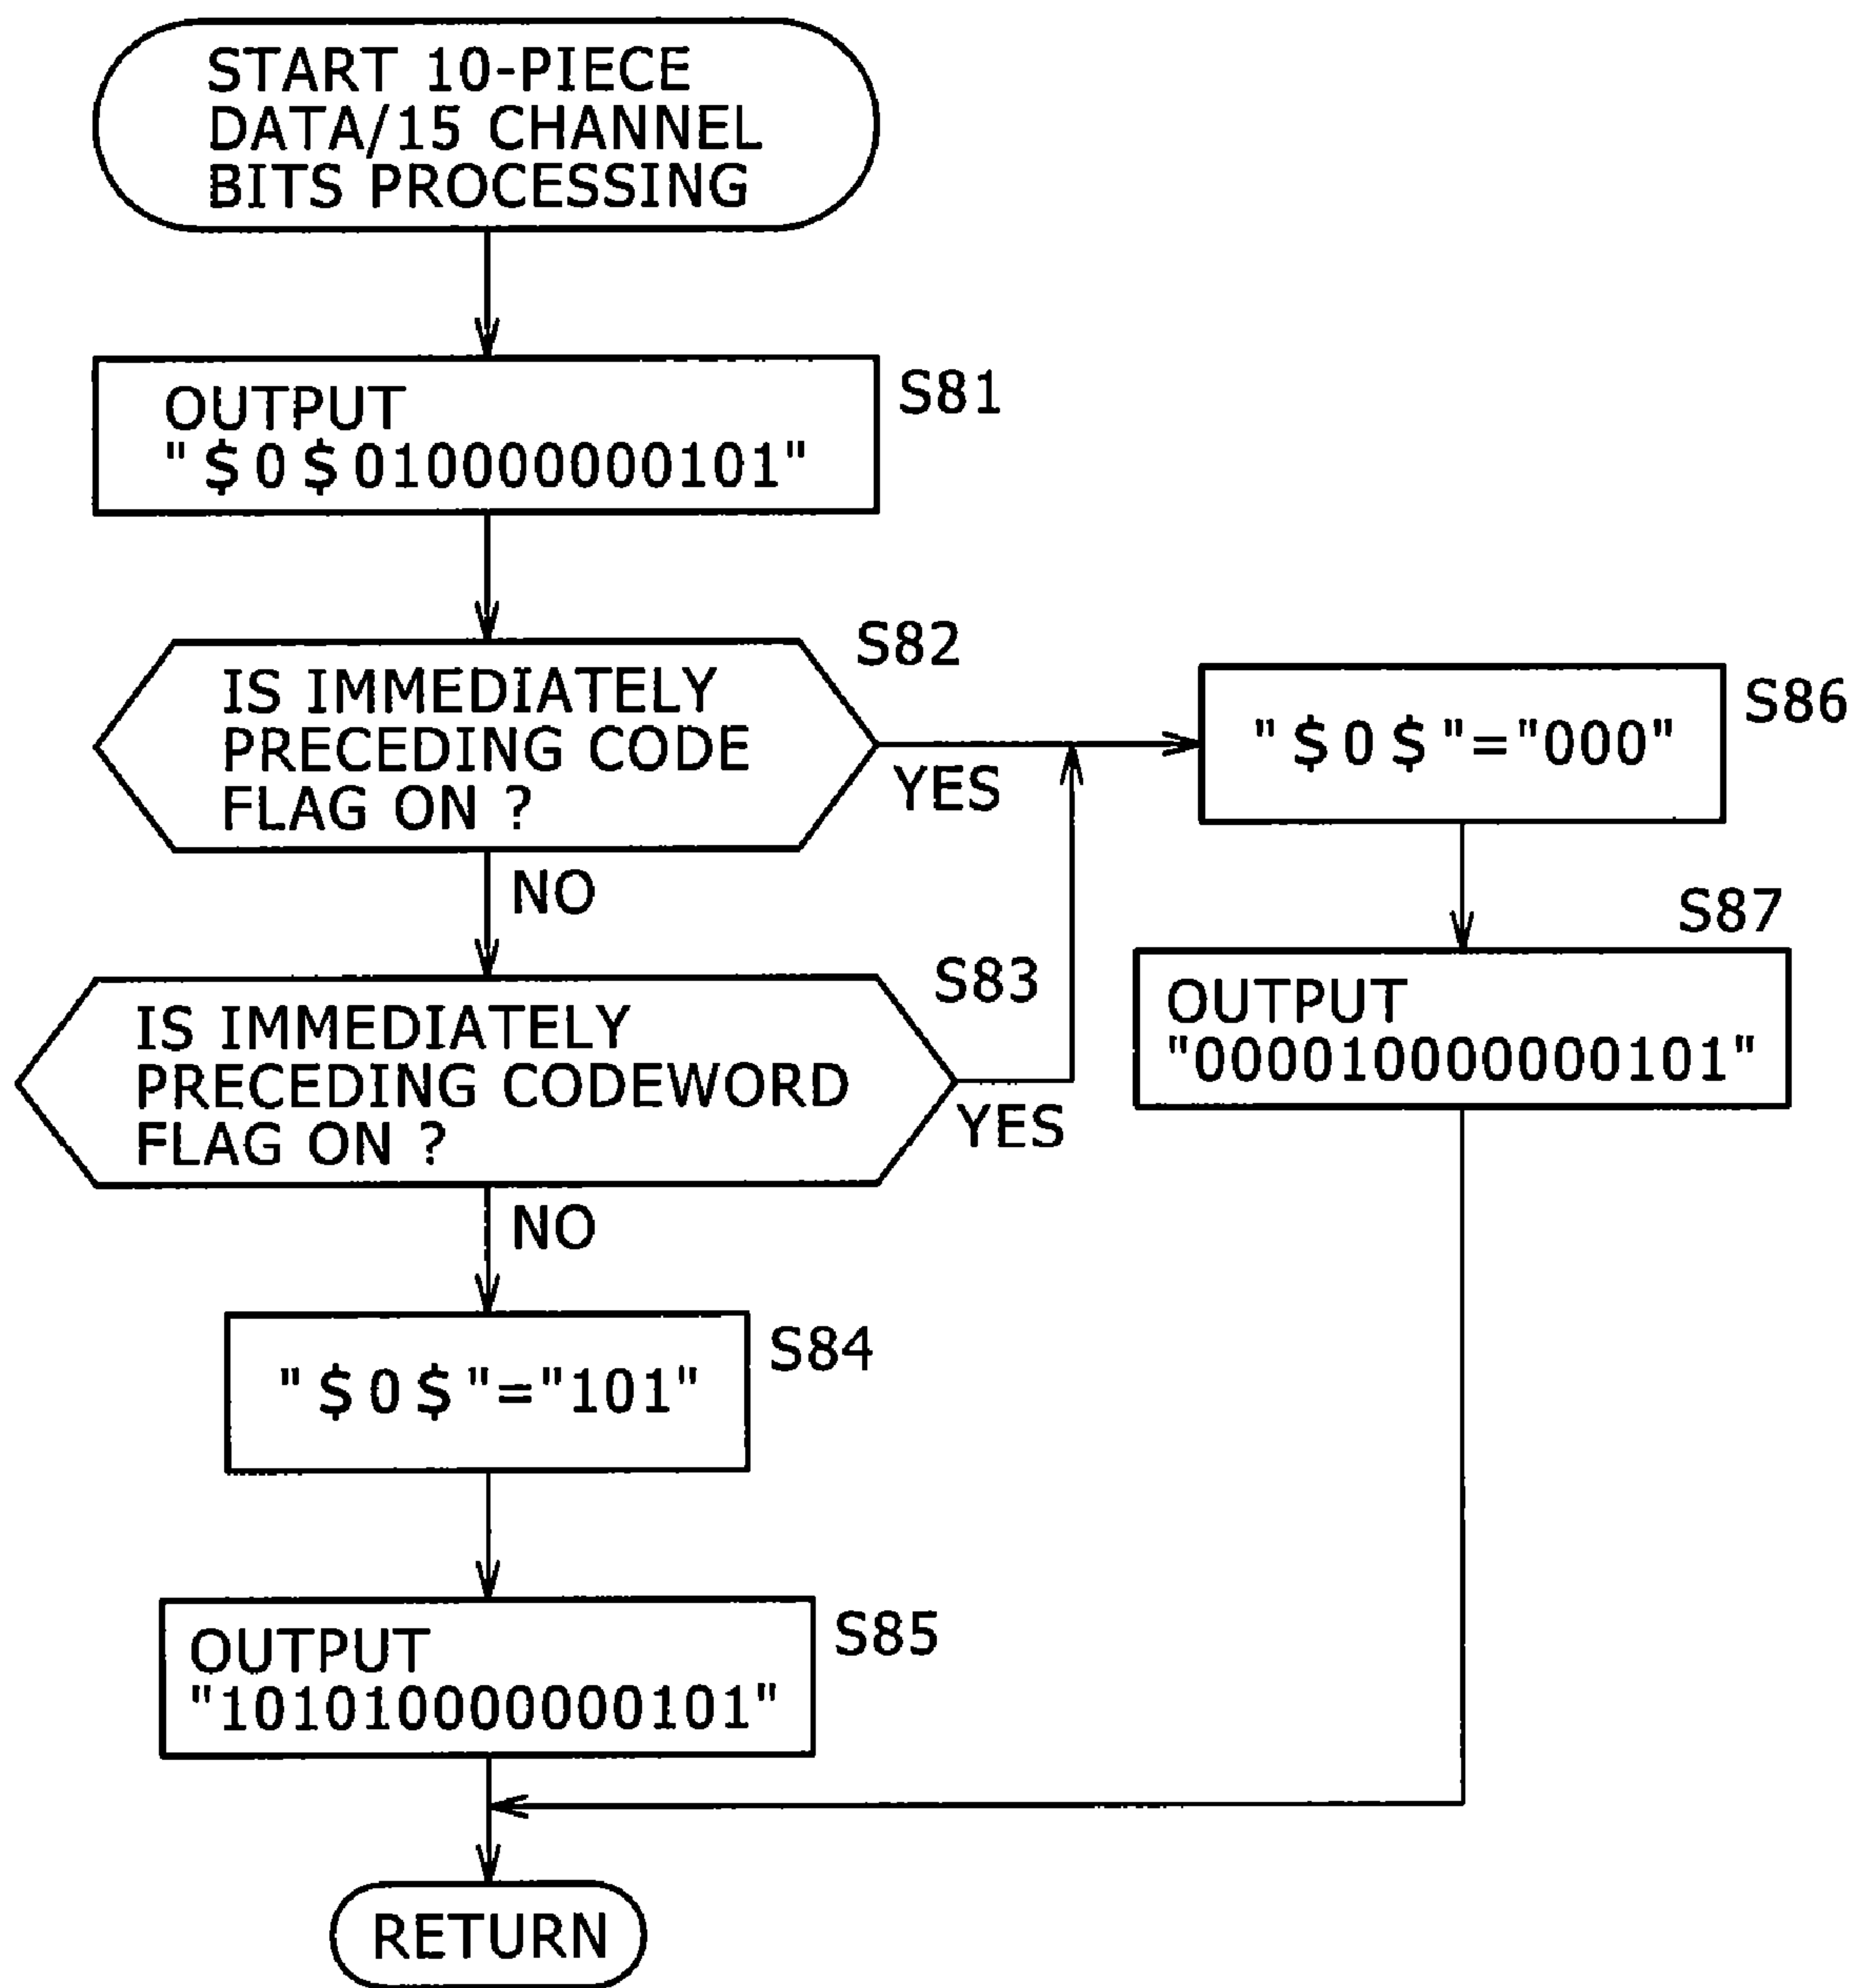 START 10-PIECE
DATA/15 CHANNEL
BITS PROCESSING
OUTPUT
"$0$010000000101"
S81
IS IMMEDIATELY
PRECEDING CODE
FLAG ON ?
S82
YES
NO
"$0$"="000"
S86
IS IMMEDIATELY
PRECEDING CODEWORD
FLAG ON ?
S83
YES
NO
OUTPUT
"000010000000101"
S87
"$0$"="101"
S84
OUTPUT
"101010000000101"
S85
RETURN